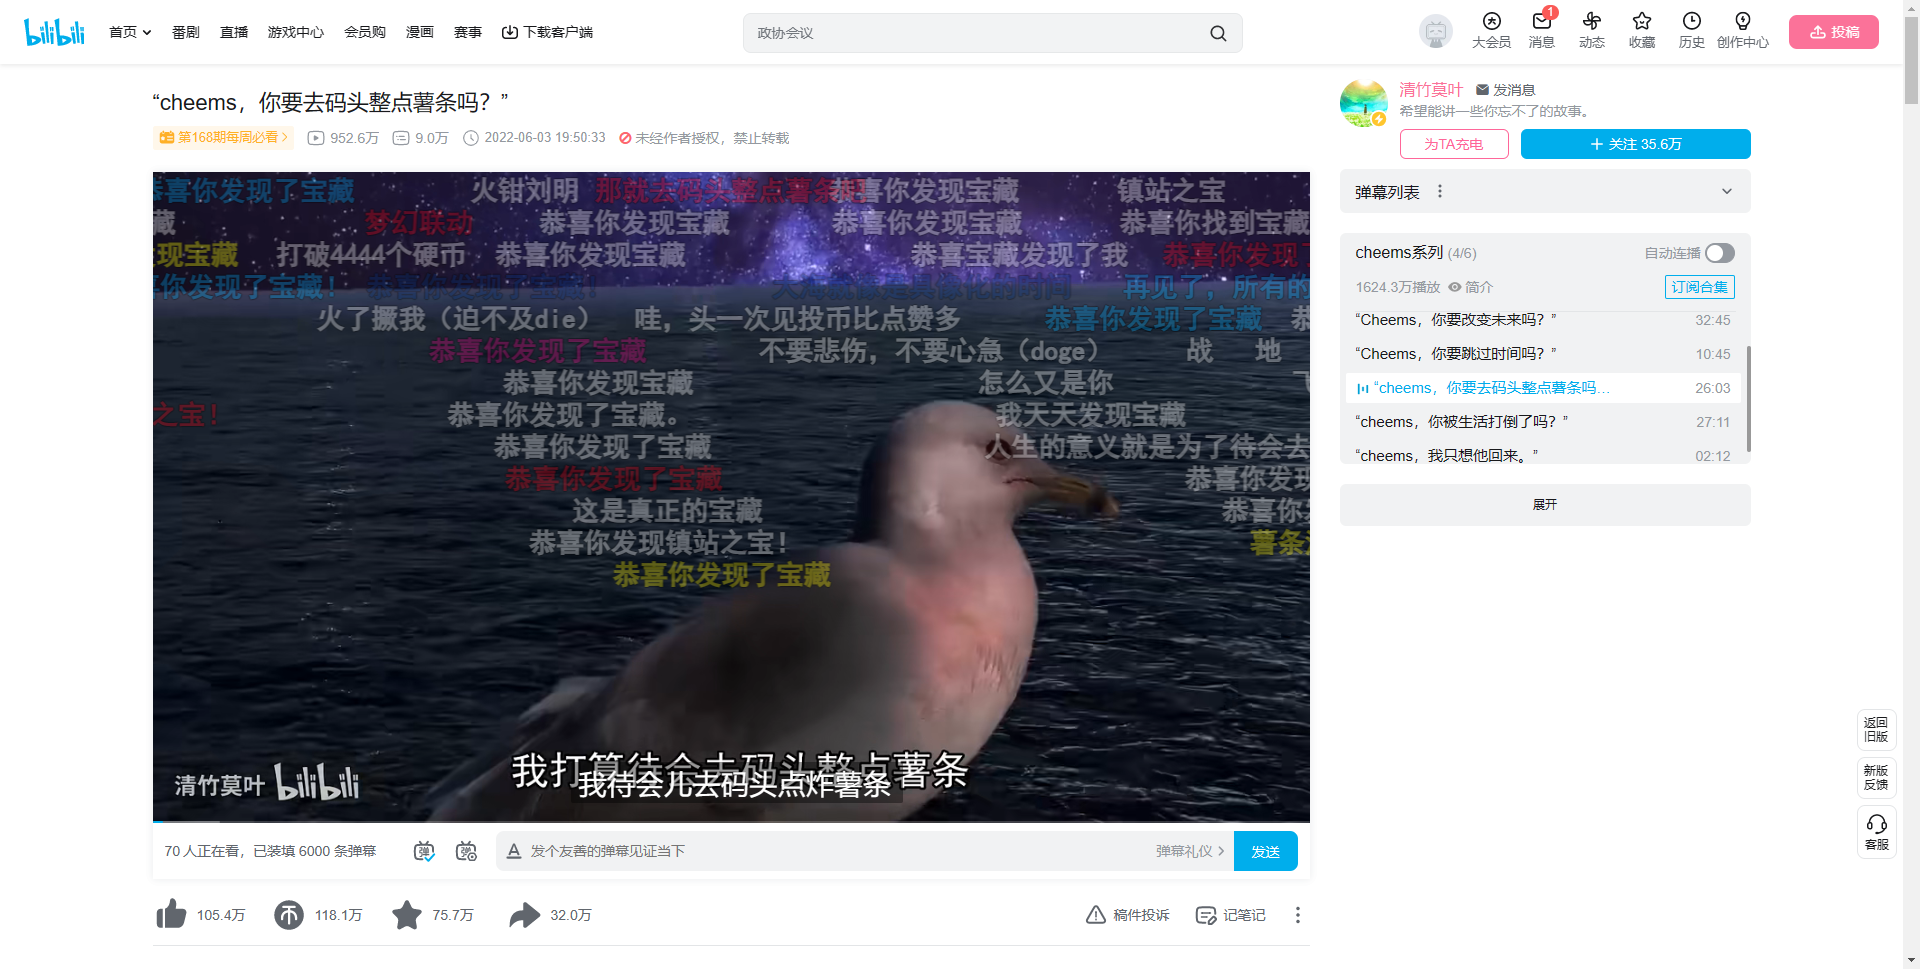 bilibili
首页
番剧
直播
游戏中心
会员购
漫画
赛事
下载客户端
政协会议
大会员
1
消息
动态
收藏
历史
创作中心
投稿
“cheems，你要去码头整点薯条吗？”
第168期每周必看
952.6万
9.0万
2022-06-03 19:50:33
未经作者授权，禁止转载
恭喜你发现了宝藏
火钳刘明
那就去码头整点薯条
恭喜你发现了宝藏
镇站之宝
藏
梦幻联动
恭喜你发现宝藏
恭喜你发现宝藏
恭喜你找到宝藏
现宝藏
打破4444个硬币
恭喜你发现宝藏
恭喜宝藏发现了我
恭喜你发现
你发现了宝藏！
恭喜你发现了宝藏！
再见了，所有的
火了撅我（迫不及die）
哇，头一次见投币比点赞多
恭喜你发现了宝藏
恭
恭喜你发现了宝藏
不要悲伤，不要心急（doge）
战 地
恭喜你发现宝藏
怎么又是你
飞
之宝！
恭喜你发现宝藏。
我天天发现宝藏
恭喜你发现了宝藏
人生的意义就是为了待会去
恭喜你发现了宝藏
恭喜你发
这是真正的宝藏
恭喜你
恭喜你发现镇站之宝！
薯条
恭喜你发现了宝藏
我打算待会去码头整点薯条
我待会儿去码头点炸薯条
清竹莫叶 bilibili
70 人正在看，已装填 6000 条弹幕
弹
弹
A
发个友善的弹幕见证当下
弹幕礼仪
发送
105.4万
118.1万
75.7万
32.0万
稿件投诉
记笔记
清竹莫叶
发消息
希望能讲一些你忘不了的故事。
为TA充电
关注 35.6万
弹幕列表
cheems系列 (4/6)
自动连播
1624.3万播放
简介
订阅合集
“Cheems，你要改变未来吗？”
32:45
“Cheems，你要跳过时间吗？”
10:45
“cheems，你要去码头整点薯条吗…
26:03
“cheems，你被生活打倒了吗？”
27:11
“cheems，我只想他回来。”
02:12
展开
返回
旧版
新版
反馈
客服